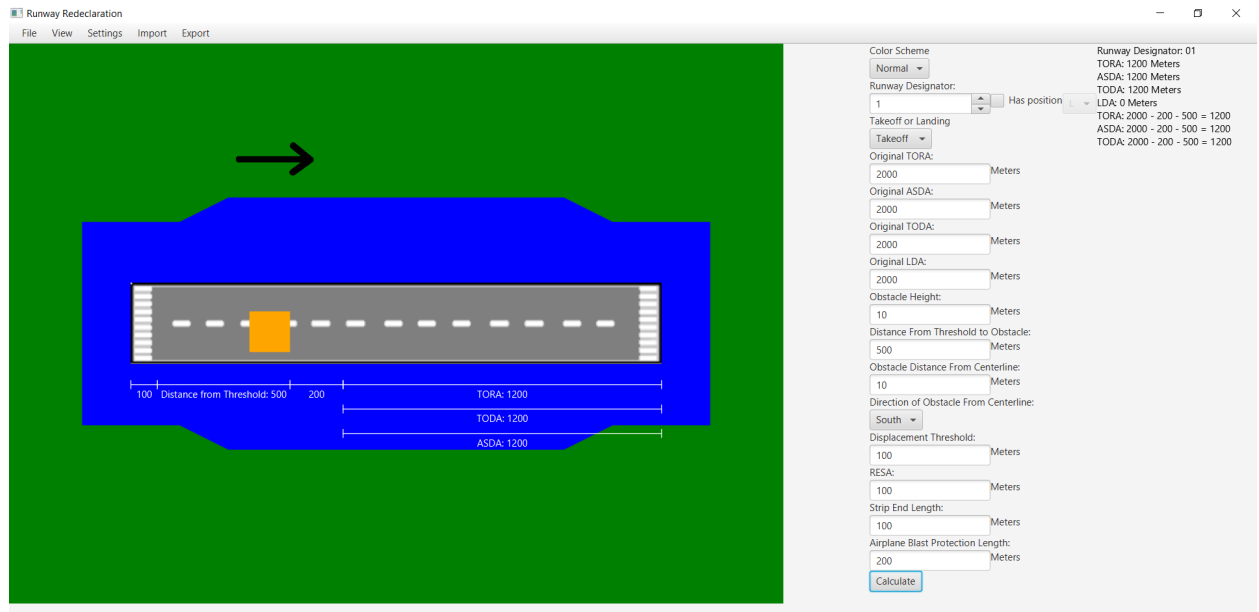 Runway Redeclaration
File View Settings Import Export
100 Distance from Threshold: 500 200 TORA: 1200
TODA: 1200
ASDA: 1200
Color Scheme
Normal
Runway Designator:
1 Has position L
Takeoff or Landing
Takeoff
Original TORA:
2000 Meters
Original ASDA:
2000 Meters
Original TODA:
2000 Meters
Original LDA:
2000 Meters
Obstacle Height:
10 Meters
Distance From Threshold to Obstacle:
500 Meters
Obstacle Distance From Centerline:
10 Meters
Direction of Obstacle From Centerline:
South
Displacement Threshold:
100 Meters
RESA:
100 Meters
Strip End Length:
100 Meters
Airplane Blast Protection Length:
200 Meters
Calculate
Runway Designator: 01
TORA: 1200 Meters
ASDA: 1200 Meters
TODA: 1200 Meters
LDA: 0 Meters
TORA: 2000 - 200 - 500 = 1200
ASDA: 2000 - 200 - 500 = 1200
TODA: 2000 - 200 - 500 = 1200